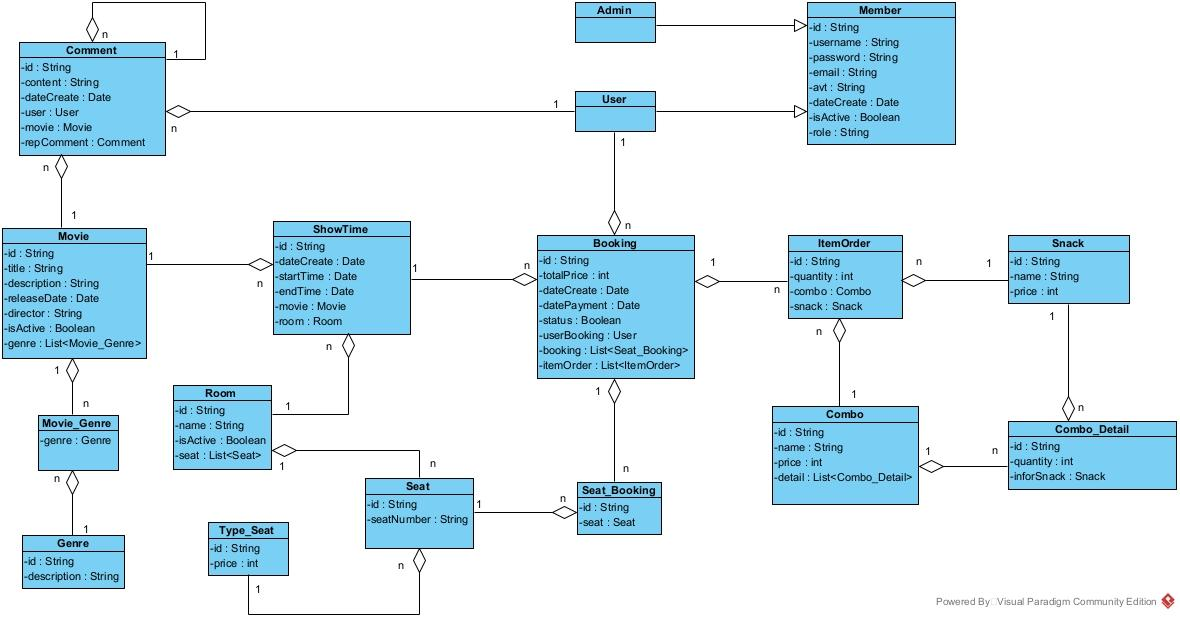 Comment
-id : String
-content : String
-dateCreate : Date
-user : User
-movie : Movie
-repComment : Comment
n
1
n
1
n
1
Admin
User
Member
-id : String
-username : String
-password : String
-email : String
-avt : String
-dateCreate : Date
-isActive : Boolean
-role : String
1
n
Movie
-id : String
-title : String
-description : String
-releaseDate : Date
-director : String
-isActive : Boolean
-genre : List<Movie_Genre>
1
n
ShowTime
-id : String
-dateCreate : Date
-startTime : Date
-endTime : Date
-movie : Movie
-room : Room
1
n
Booking
-id : String
-totalPrice : int
-dateCreate : Date
-datePayment : Date
-status : Boolean
-userBooking : User
-booking : List<Seat_Booking>
-itemOrder : List<ItemOrder>
1
n
ItemOrder
-id : String
-quantity : int
-combo : Combo
-snack : Snack
n
1
Snack
-id : String
-name : String
-price : int
n
1
1
n
1
n
Movie_Genre
-genre : Genre
n
1
Genre
-id : String
-description : String
n
1
Room
-id : String
-name : String
-isActive : Boolean
-seat : List<Seat>
1
n
Seat
-id : String
-seatNumber : String
1
n
Seat_Booking
-id : String
-seat : Seat
1
n
Type_Seat
-id : String
-price : int
n
1
Combo
-id : String
-name : String
-price : int
-detail : List<Combo_Detail>
1
n
Combo_Detail
-id : String
-quantity : int
-inforSnack : Snack
Powered By Visual Paradigm Community Edition